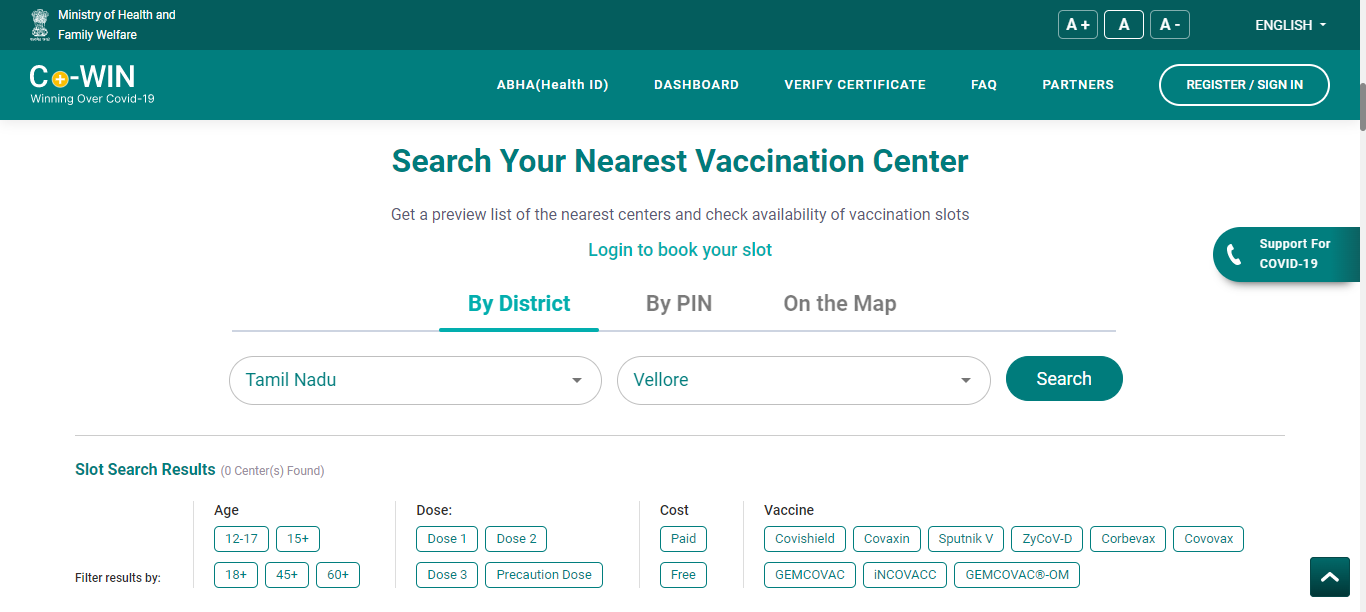 Ministry of Health and
Family Welfare
A + A A -
ENGLISH
CO-WIN
Winning Over Covid-19
ABHA(Health ID) DASHBOARD VERIFY CERTIFICATE FAQ PARTNERS REGISTER / SIGN IN
Search Your Nearest Vaccination Center
Get a preview list of the nearest centers and check availability of vaccination slots
Login to book your slot
Support For
COVID-19
By District By PIN On the Map
Tamil Nadu Vellore Search
Slot Search Results (0 Center(s) Found)
Filter results by:
Age
12-17 15+
18+ 45+ 60+
Dose:
Dose 1 Dose 2
Dose 3 Precaution Dose
Cost
Paid
Free
Vaccine
Covishield Covaxin Sputnik V ZyCoV-D Corbevax Covovax
GEMCOVAC iNCOVACC GEMCOVAC®-OM